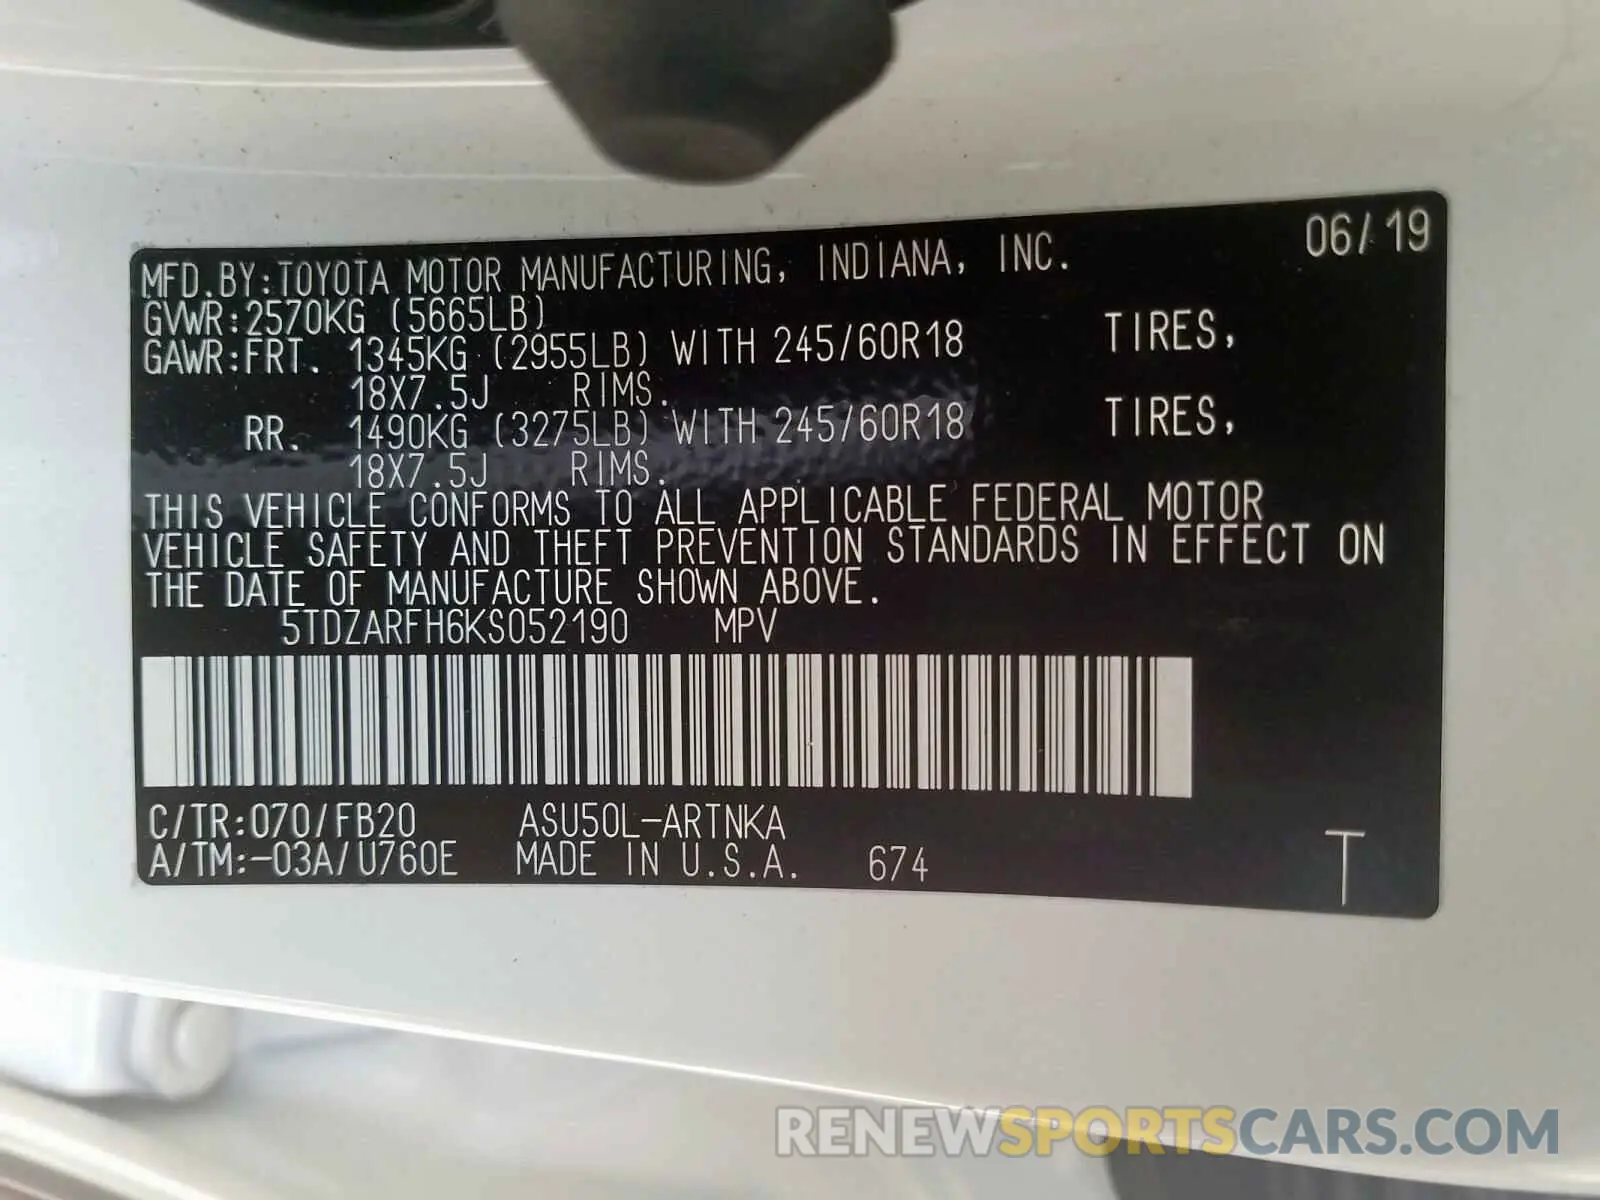 06/19
MFD.BY:TOYOTA MOTOR MANUFACTURING, INDIANA, INC.
GVWR:2570KG (5665LB)
GAWR:FRT. 1345KG (2955LB) WITH 245/60R18 TIRES,
18X7.5J RIMS.
RR. 1490KG (3275LB) WITH 245/60R18 TIRES,
18X7.5J RIMS.
THIS VEHICLE CONFORMS TO ALL APPLICABLE FEDERAL MOTOR
VEHICLE SAFETY AND THEFT PREVENTION STANDARDS IN EFFECT ON
THE DATE OF MANUFACTURE SHOWN ABOVE.
5TDZARFH6KS052190 MPV
C/TR:070/FB20 ASU50L-ARTNKA
A/TM:-03A/U760E MADE IN U.S.A. 674 T
RENEWSPORTSCARS.COM